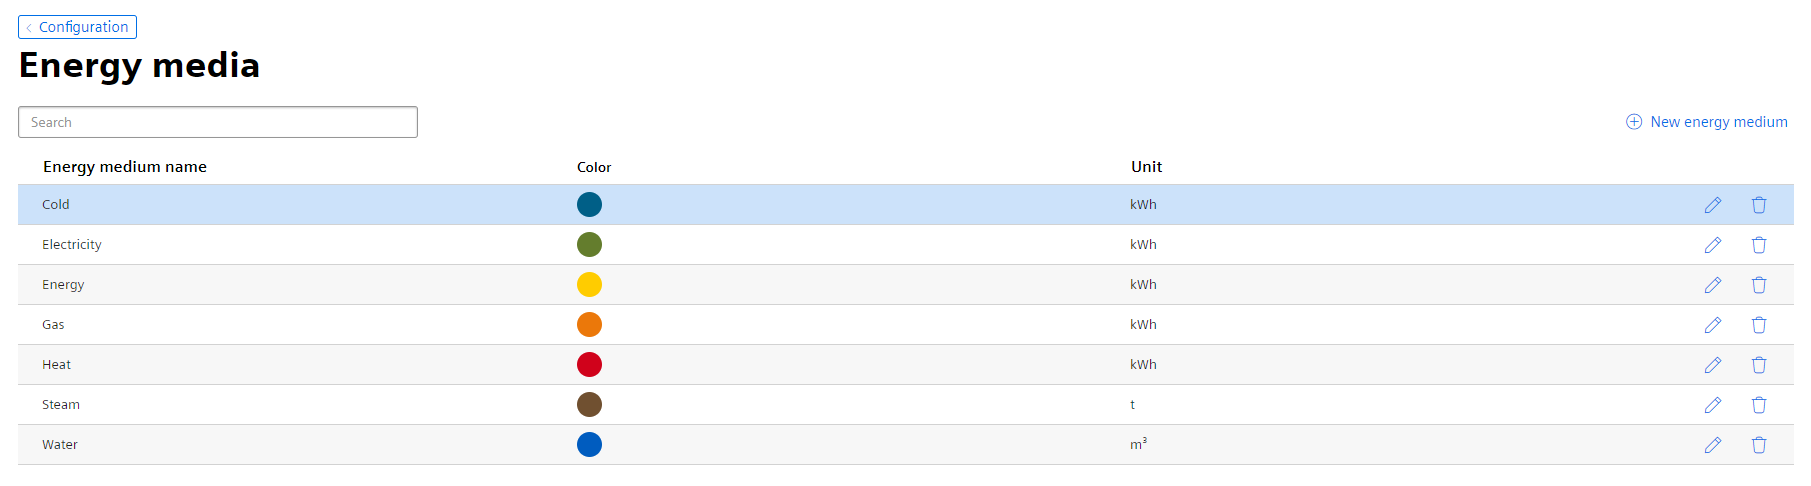 Configuration
Energy media
Search
New energy medium
Energy medium name Color Unit
Cold kWh
Electricity kWh
Energy kWh
Gas kWh
Heat kWh
Steam t
Water m³